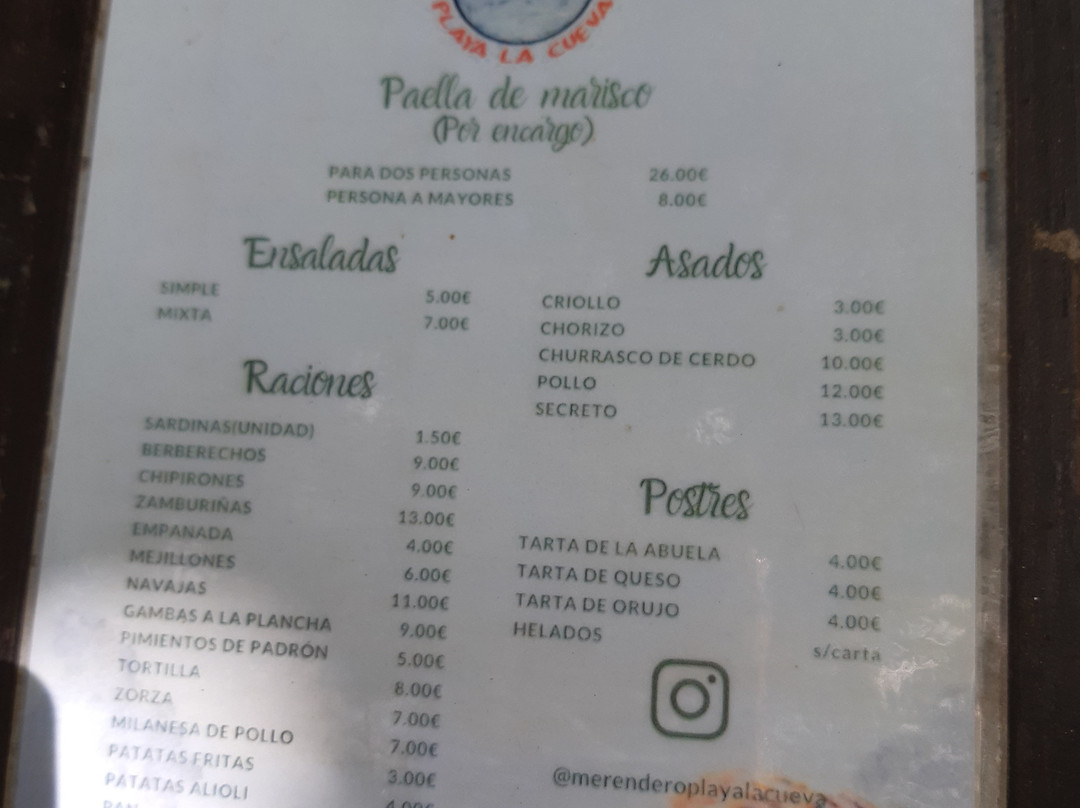 PLAYA LA CUEVA
Paella de marisco
(Por encargo)
PARA DOS PERSONAS 26.00€
PERSONA A MAYORES 8.00€
Ensaladas
SIMPLE 5.00€
MIXTA 7.00€
Raciones
SARDINAS(UNIDAD) 1.50€
BERBERECHOS 9.00€
CHIPIRONES 9.00€
ZAMBURIÑAS 13.00€
EMPANADA 4.00€
MEJILLONES 6.00€
NAVAJAS 11.00€
GAMBAS A LA PLANCHA 9.00€
PIMIENTOS DE PADRÓN 5.00€
TORTILLA 8.00€
ZORZA 7.00€
MILANESA DE POLLO 7.00€
PATATAS FRITAS 3.00€
PATATAS ALIOLI 4.00€
PAN
Asados
CRIOLLO 3.00€
CHORIZO 3.00€
CHURRASCO DE CERDO 10.00€
POLLO 12.00€
SECRETO 13.00€
Postres
TARTA DE LA ABUELA 4.00€
TARTA DE QUESO 4.00€
TARTA DE ORUJO 4.00€
HELADOS s/carta
@merenderoplayalacueva